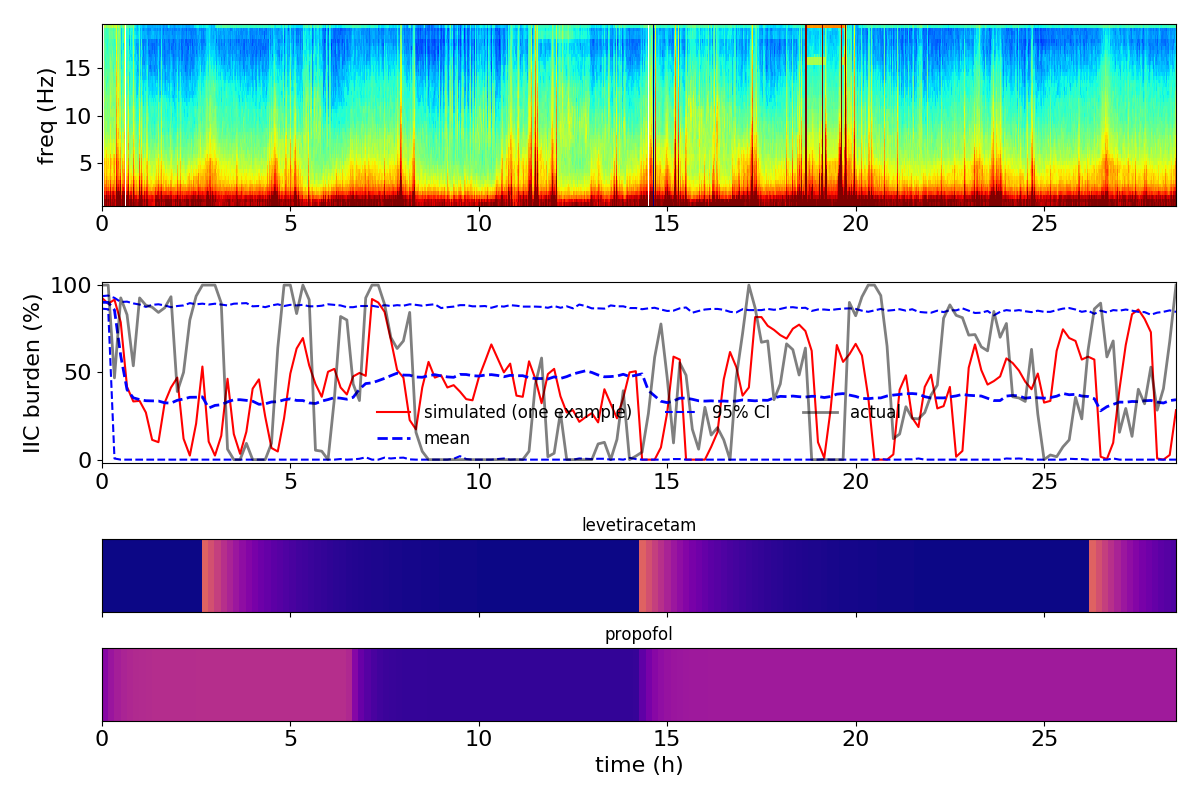 15
10
5
freq (Hz)
0 5 10 15 20 25
100
50
0
IIC burden (%)
simulated (one example) 95% CI actual
mean
0 5 10 15 20 25
levetiracetam
propofol
0 5 10 15 20 25
time (h)